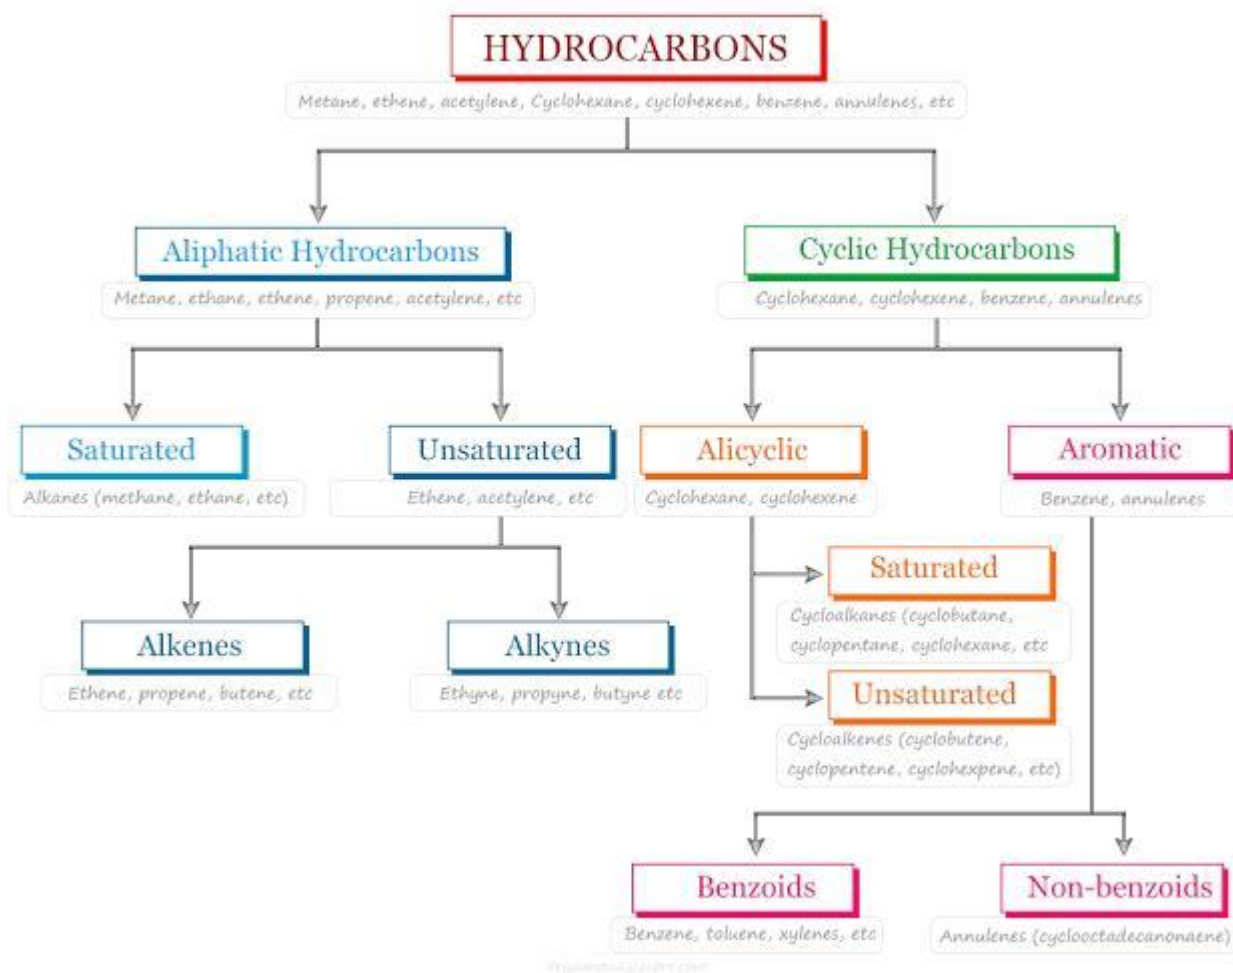 HYDROCARBONS
Metane, ethene, acetylene, Cyclohexane, cyclohexene, benzene, annulenes, etc
Aliphatic Hydrocarbons
Metane, ethane, ethene, propene, acetylene, etc
Cyclic Hydrocarbons
Cyclohexane, cyclohexene, benzene, annulenes
Saturated
Alkanes (methane, ethane, etc)
Unsaturated
Ethene, acetylene, etc
Alicyclic
Cyclohexane, cyclohexene
Aromatic
Benzene, annulenes
Saturated
Cycloalkanes (cyclobutane,
cyclopentane, cyclohexane, etc
Alkenes
Ethene, propene, butene, etc
Alkynes
Ethyne, propyne, butyne etc
Unsaturated
Cycloalkenes (cyclobutene,
cyclopentene, cyclohexpene, etc)
Benzoids
Benzene, toluene, xylenes, etc
Non-benzoids
Annulenes (cyclooctadecanonaene)